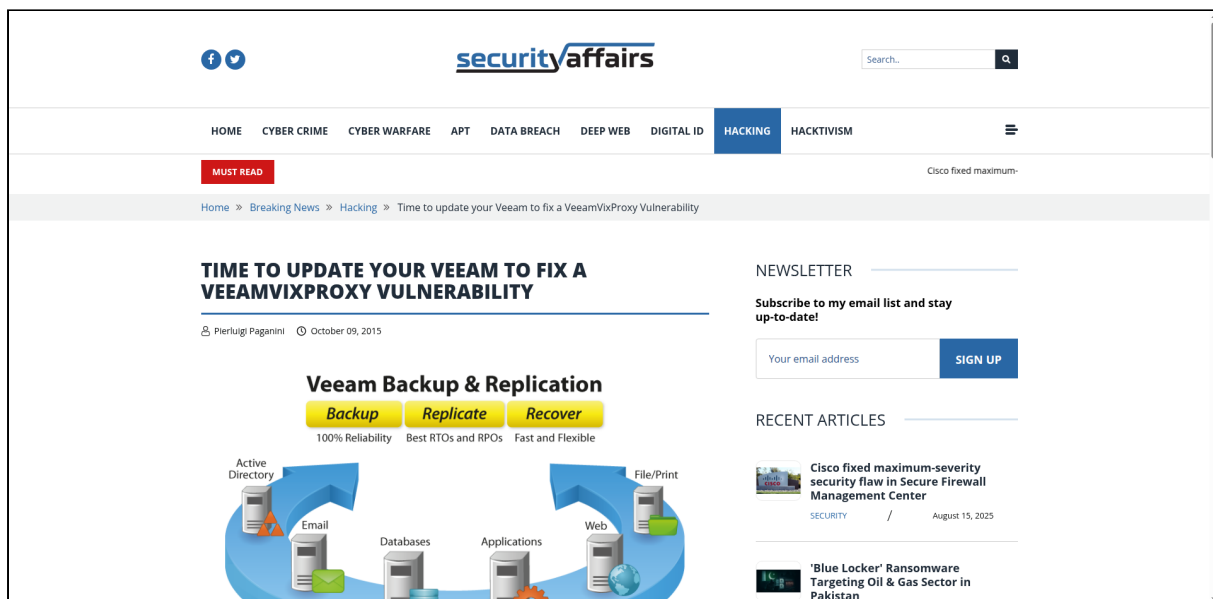 securityaffairs
Search..
HOME CYBER CRIME CYBER WARFARE APT DATA BREACH DEEP WEB DIGITAL ID HACKING HACKTIVISM
MUST READ
Cisco fixed maximum-
Home » Breaking News » Hacking » Time to update your Veeam to fix a VeeamVixProxy Vulnerability
TIME TO UPDATE YOUR VEEAM TO FIX A
VEEAMVIXPROXY VULNERABILITY
Pierluigi Paganini October 09, 2015
Veeam Backup & Replication
Backup Replicate Recover
100% Reliability Best RTOs and RPOs Fast and Flexible
Active
Directory
Email
Databases
Applications
Web
File/Print
NEWSLETTER
Subscribe to my email list and stay
up-to-date!
Your email address
SIGN UP
RECENT ARTICLES
Cisco fixed maximum-severity
security flaw in Secure Firewall
Management Center
SECURITY / August 15, 2025
'Blue Locker' Ransomware
Targeting Oil & Gas Sector in
Pakistan